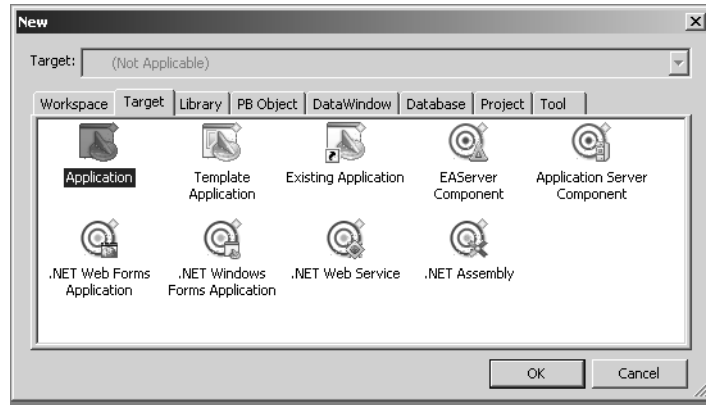 New
Target: (Not Applicable)
Workspace Target Library PB Object DataWindow Database Project Tool
Application Template Application Existing Application EAServer Component Application Server Component
.NET Web Forms Application .NET Windows Forms Application .NET Web Service .NET Assembly
OK Cancel